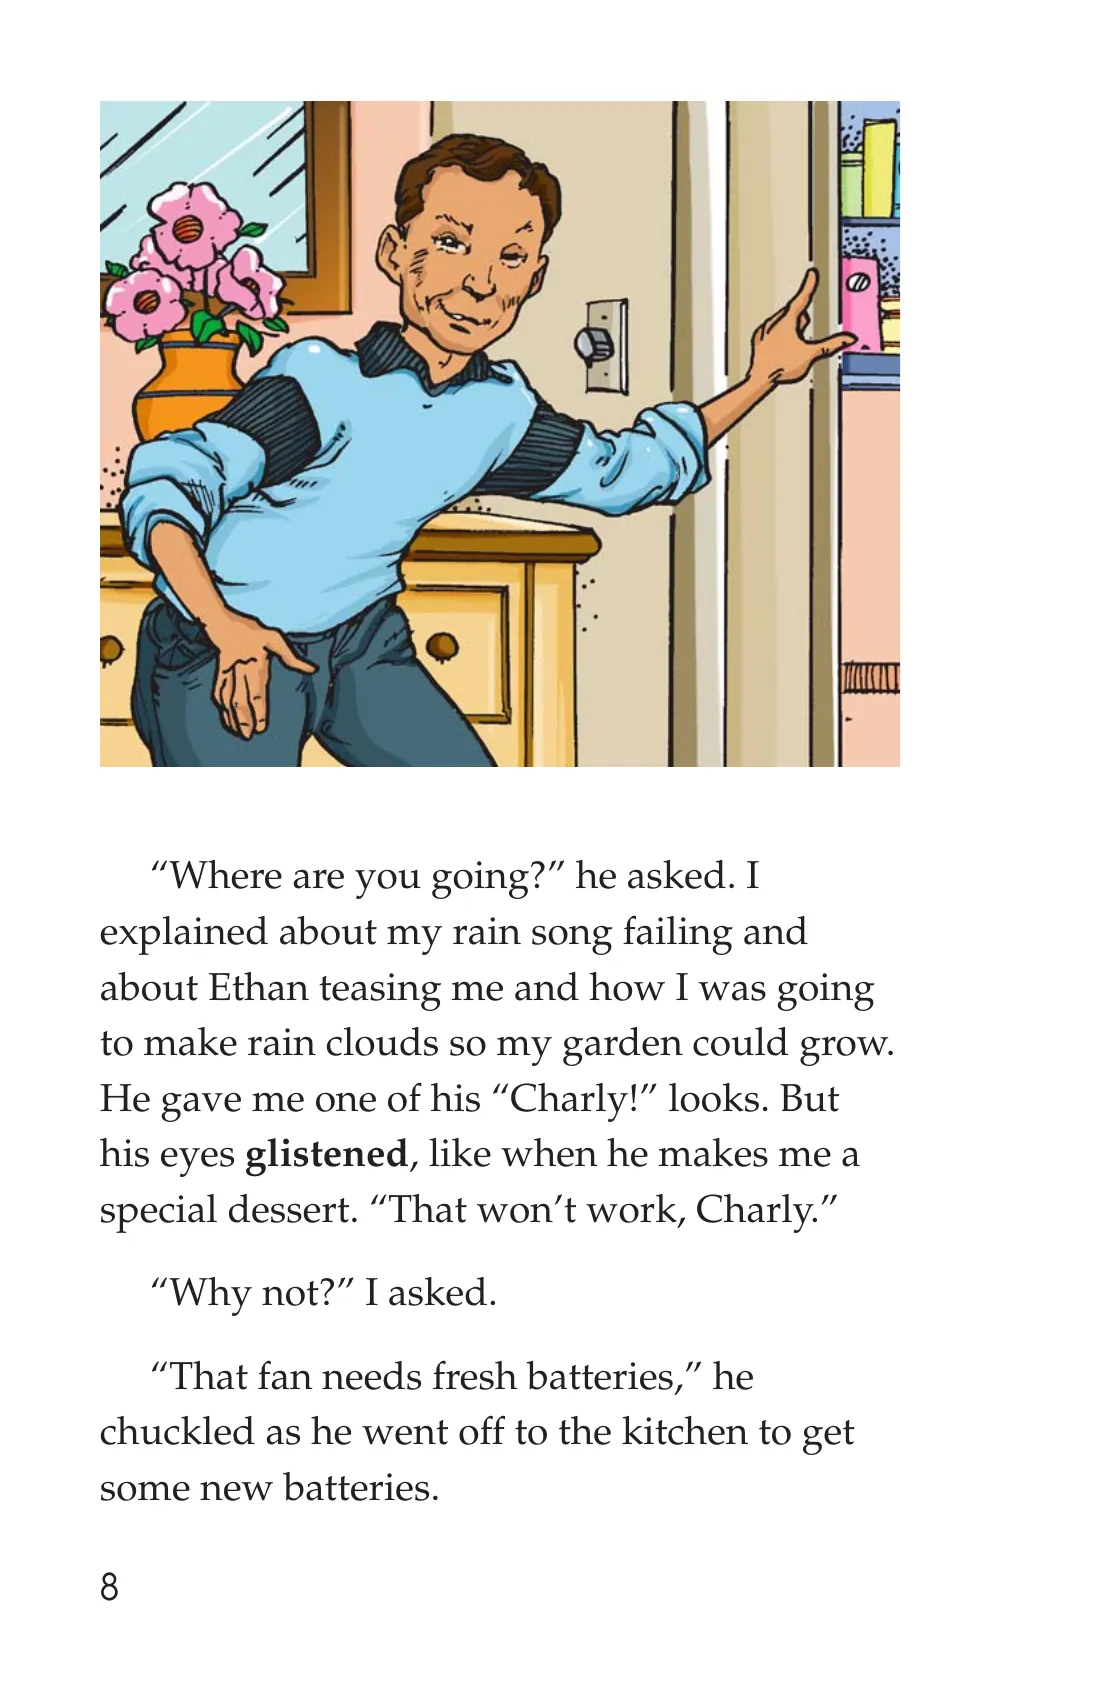 “Where are you going?” he asked. I
explained about my rain song failing and
about Ethan teasing me and how I was going
to make rain clouds so my garden could grow.
He gave me one of his “Charly!” looks. But
his eyes glistened, like when he makes me a
special dessert. “That won’t work, Charly.”
“Why not?” I asked.
“That fan needs fresh batteries,” he
chuckled as he went off to the kitchen to get
some new batteries.
8